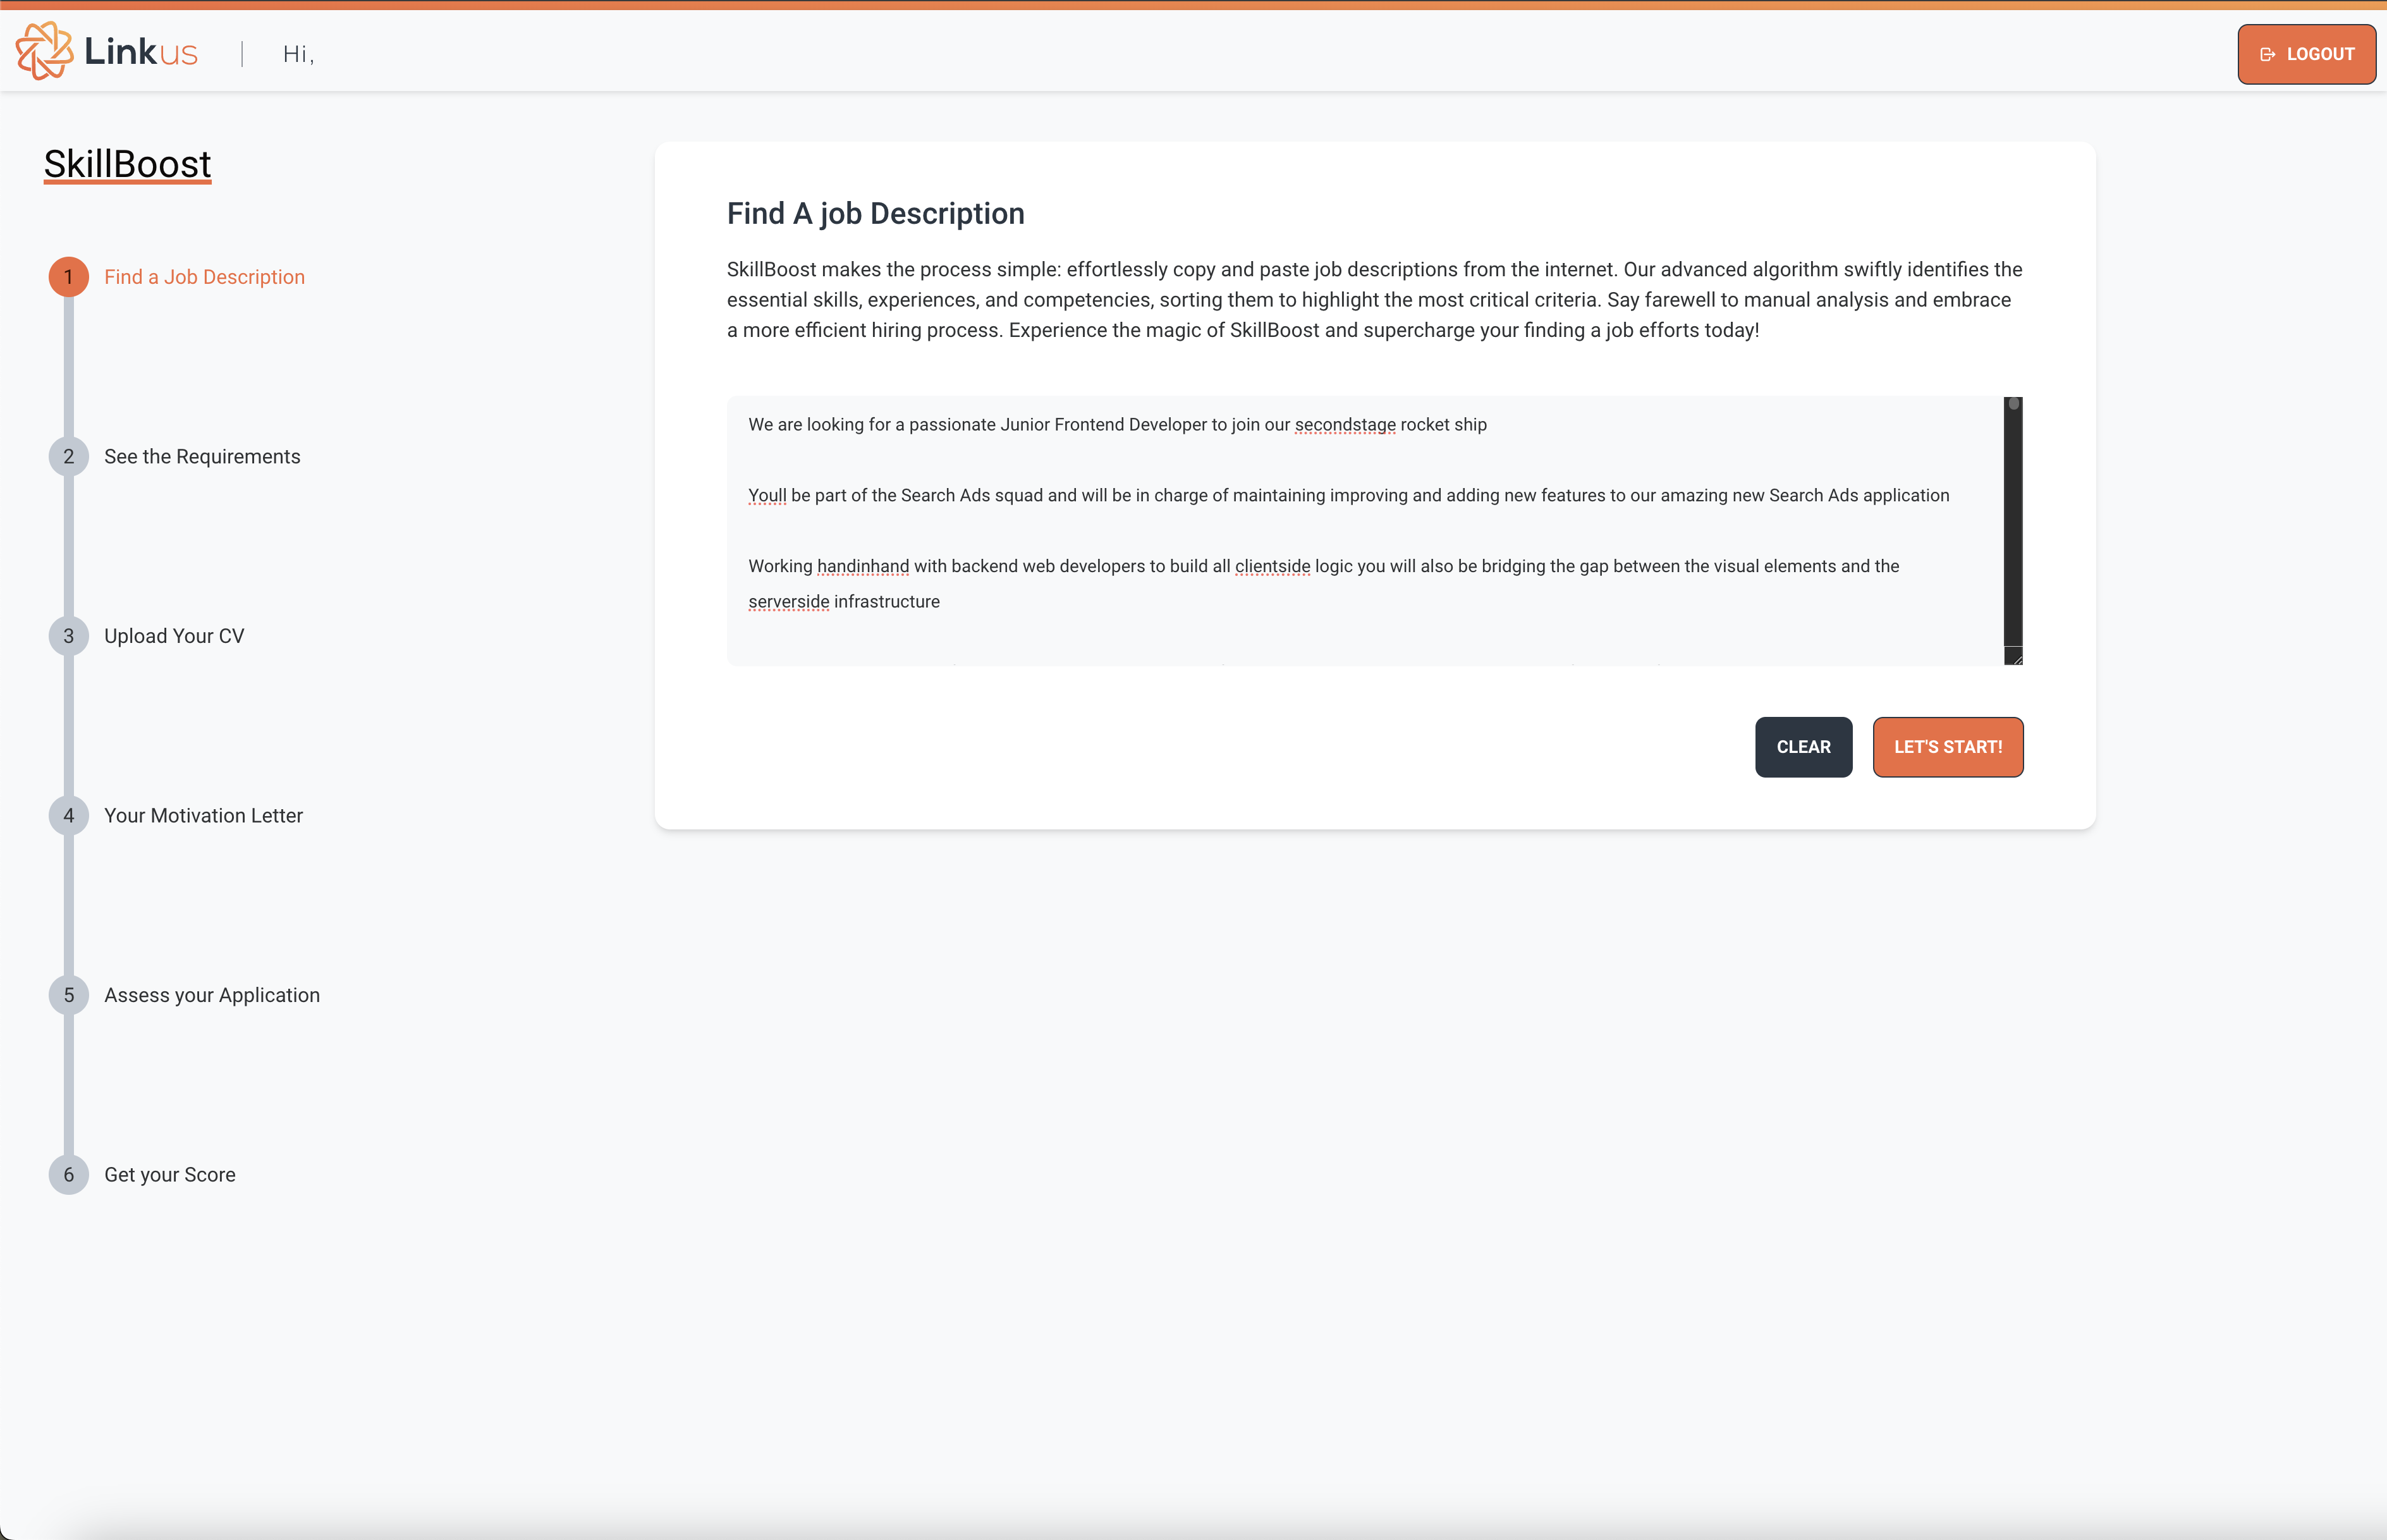 Linkus
Hi,
LOGOUT
SkillBoost
1 Find a Job Description
2 See the Requirements
3 Upload Your CV
4 Your Motivation Letter
5 Assess your Application
6 Get your Score
Find A job Description
SkillBoost makes the process simple: effortlessly copy and paste job descriptions from the internet. Our advanced algorithm swiftly identifies the
essential skills, experiences, and competencies, sorting them to highlight the most critical criteria. Say farewell to manual analysis and embrace
a more efficient hiring process. Experience the magic of SkillBoost and supercharge your finding a job efforts today!
We are looking for a passionate Junior Frontend Developer to join our secondstage rocket ship
Youll be part of the Search Ads squad and will be in charge of maintaining improving and adding new features to our amazing new Search Ads application
Working handinhand with backend web developers to build all clientside logic you will also be bridging the gap between the visual elements and the
serverside infrastructure
CLEAR
LET'S START!